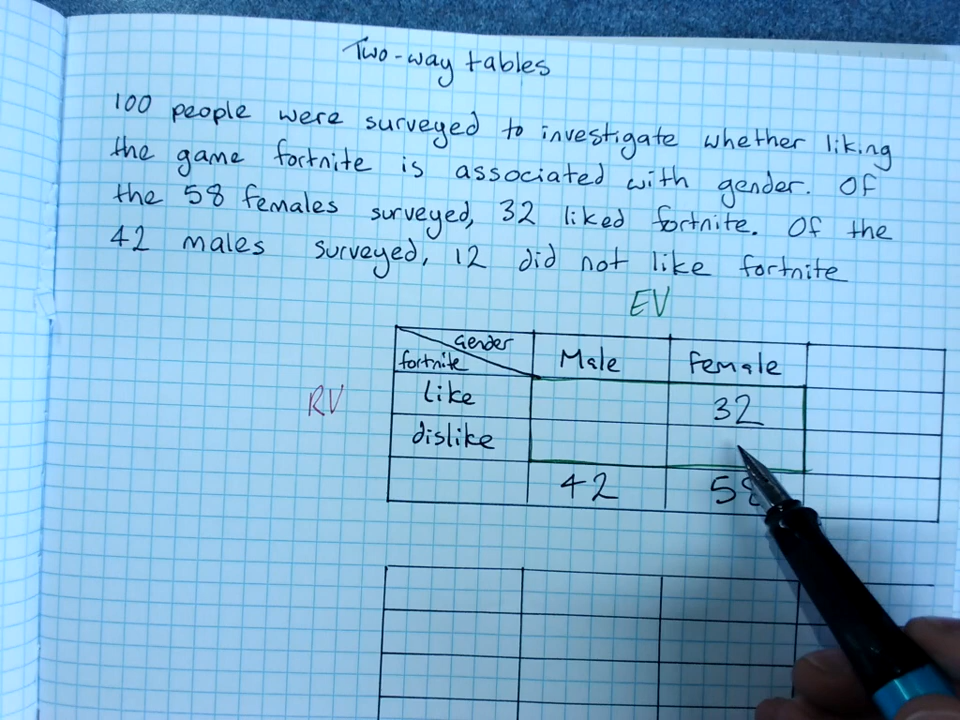 Two-way tables
100 people were surveyed to investigate whether liking
the game fortnite is associated with gender. Of
the 58 females surveyed, 32 liked fortnite. Of the
42 males surveyed, 12 did not like fortnite
EV
Gender
fortnite Male Female
RV like 32
dislike
42 58